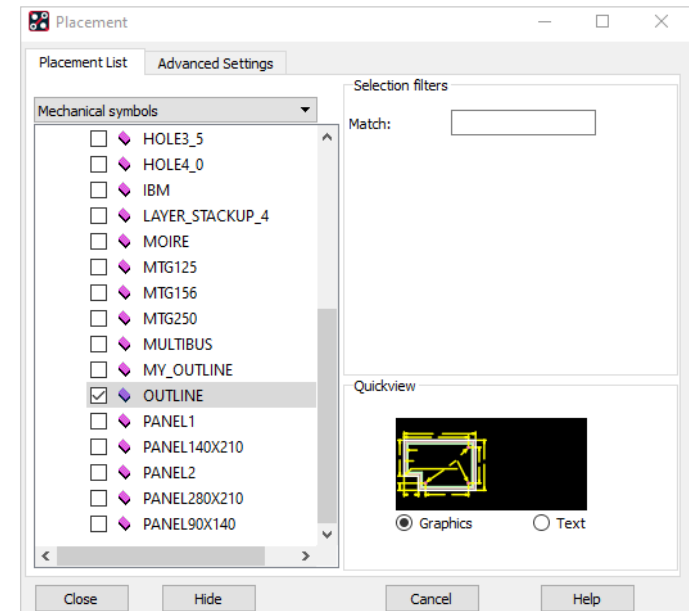 Placement
Placement List
Advanced Settings
Mechanical symbols
HOLE3_5
HOLE4_0
IBM
LAYER_STACKUP_4
MOIRE
MTG125
MTG156
MTG250
MULTIBUS
MY_OUTLINE
OUTLINE
PANEL1
PANEL140X210
PANEL2
PANEL280X210
PANEL90X140
Selection filters
Match:
Quickview
Graphics
Text
Close
Hide
Cancel
Help